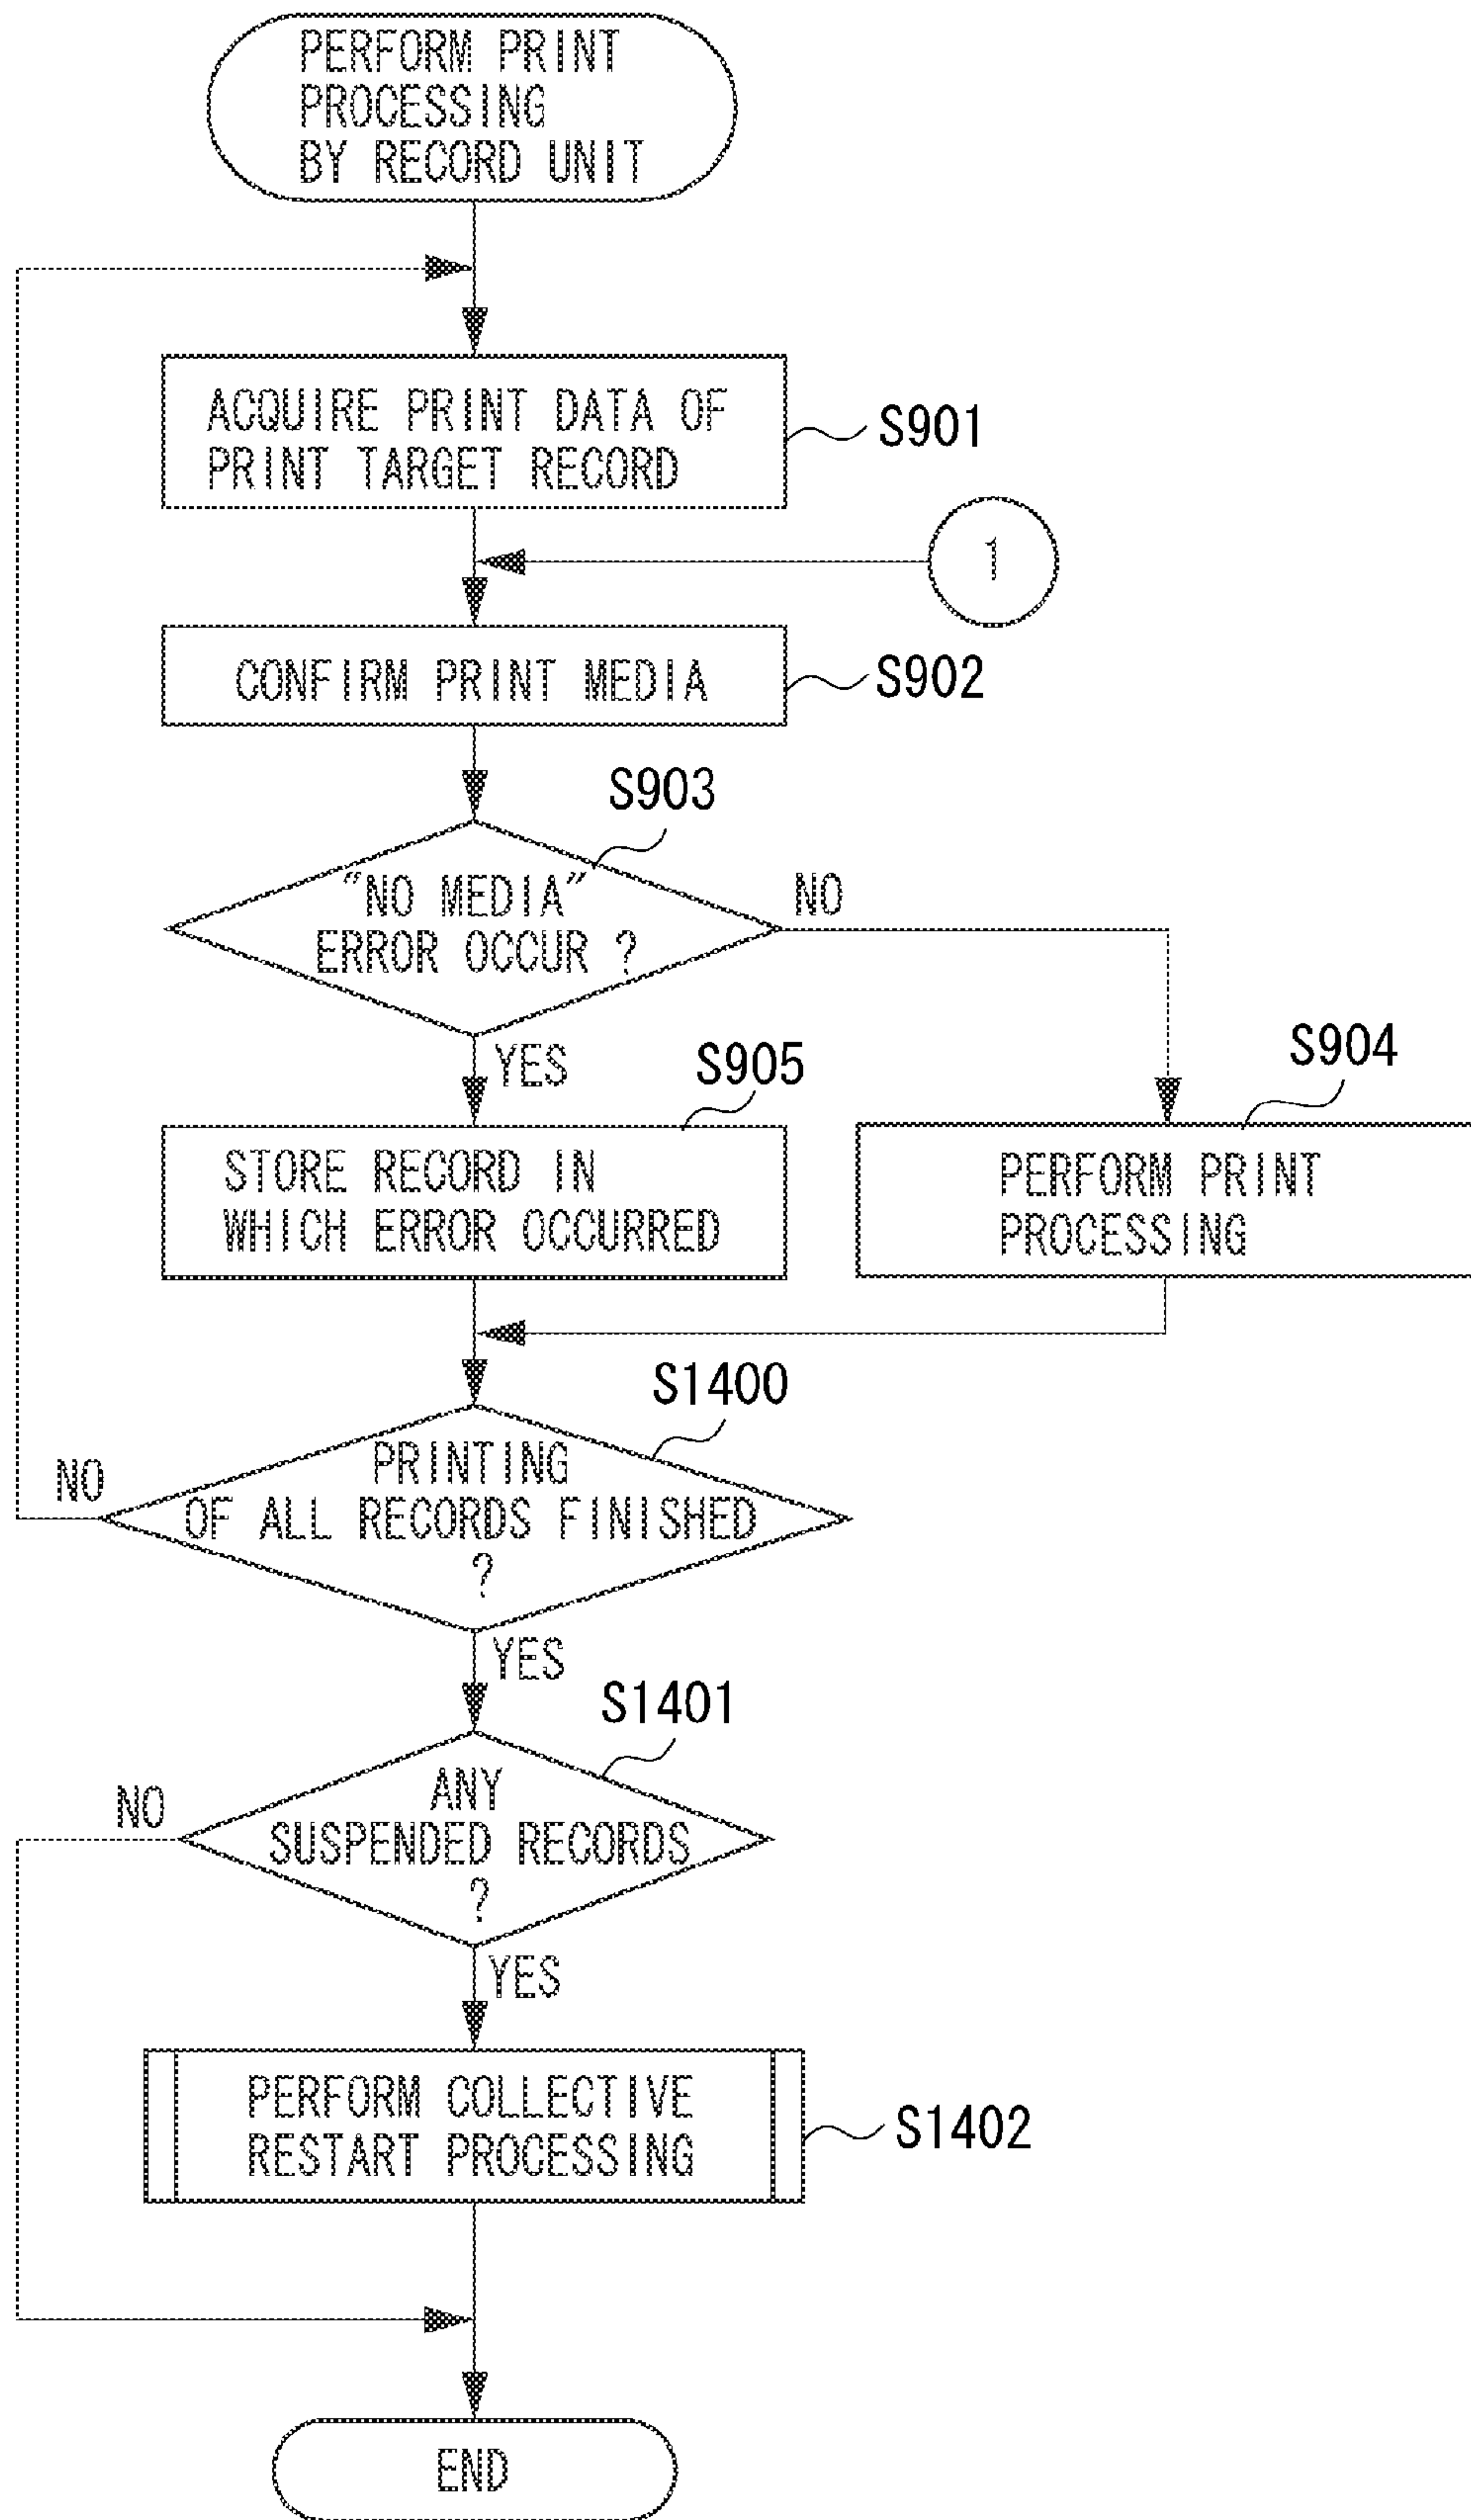 PERFORM PRINT
PROCESSING
BY RECORD UNIT
ACQUIRE PRINT DATA OF
PRINT TARGET RECORD
S901
1
CONFIRM PRINT MEDIA
S902
S903
"NO MEDIA"
ERROR OCCUR ?
NO
YES
S905
S904
STORE RECORD IN
WHICH ERROR OCCURRED
PERFORM PRINT
PROCESSING
S1400
PRINTING
OF ALL RECORDS FINISHED
?
NO
YES
S1401
ANY
SUSPENDED RECORDS
?
NO
YES
PERFORM COLLECTIVE
RESTART PROCESSING
S1402
END